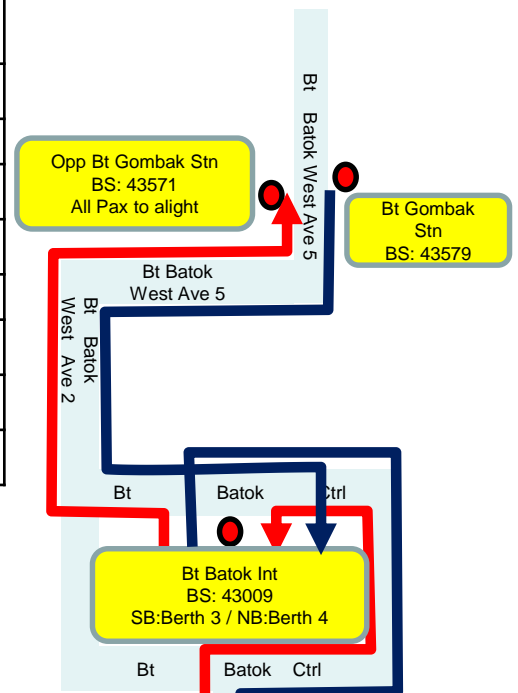 Bt Batok West Ave 5
Opp Bt Gombak Stn
BS: 43571
All Pax to alight
Bt Gombak
Stn
BS: 43579
Bt Batok
West Ave 5
Bt Batok
West Ave 2
Bt Batok Ctrl
Bt Batok Int
BS: 43009
SB:Berth 3 / NB:Berth 4
Bt Batok Ctrl